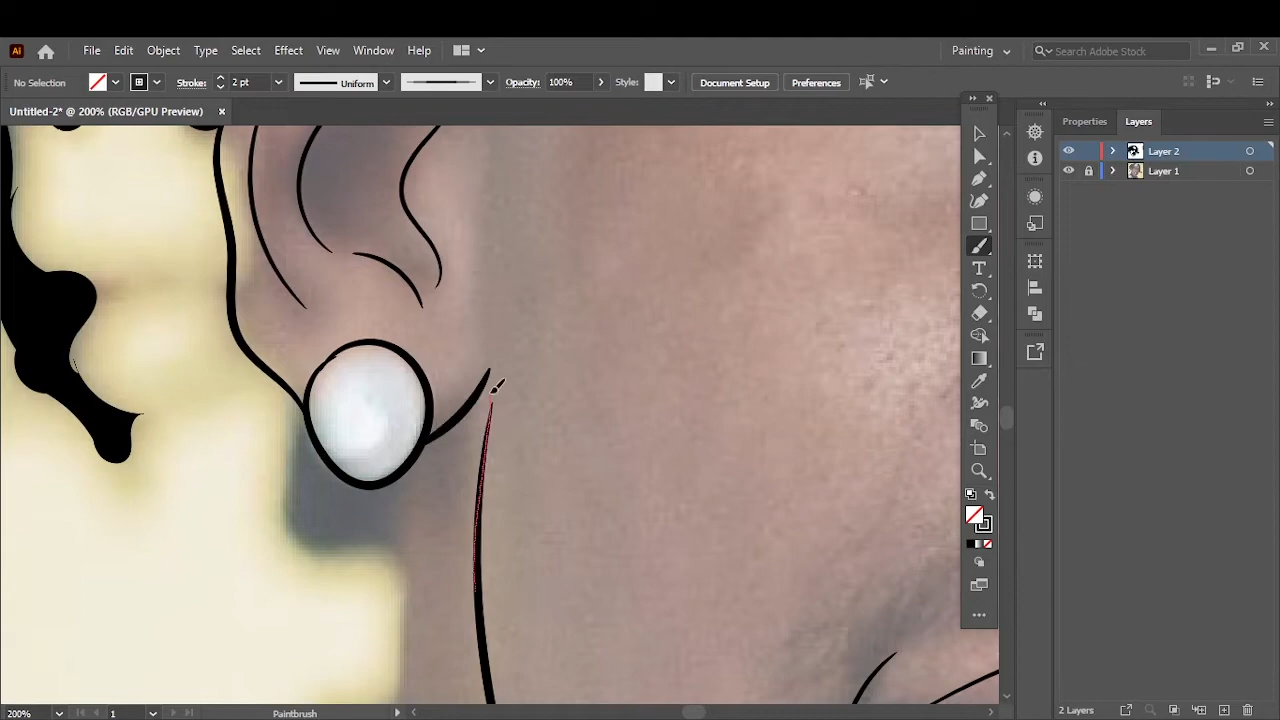 Ai File Edit Object Type Select Effect View Window Help Painting Search Adobe Stock
No Selection Stroke: 2 pt Uniform Opacity: 100% Style: Document Setup Preferences
Untitled-2* @ 200% (RGB/GPU Preview) Properties Layers
Layer 2
Layer 1
200% 1 Paintbrush 2 Layers